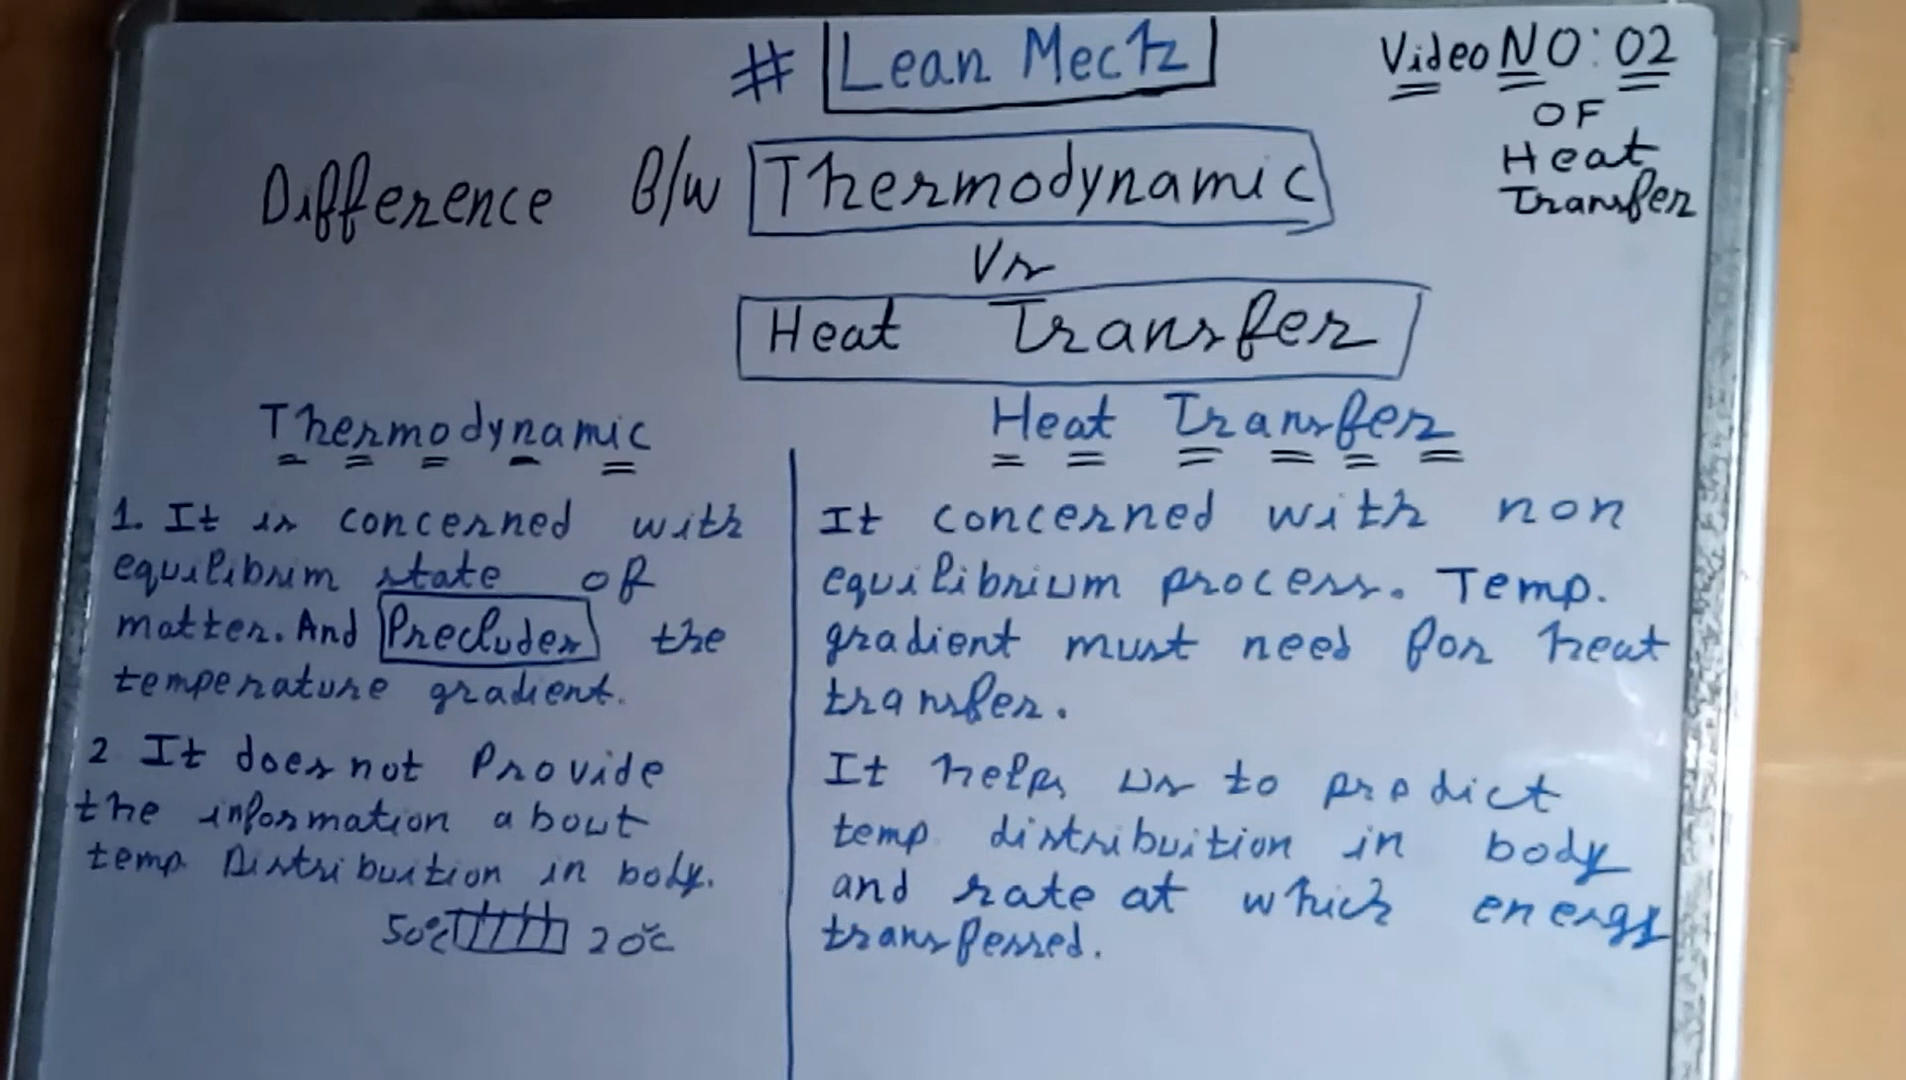 # Lean Mech
Video NO: 02
OF
Heat
Transfer
Difference B/w Thermodynamic
Vs
Heat Transfer
Thermodynamic
1. It is concerned with
equilibrim state of
matter. And Precludes the
temperature gradient.
2 It does not Provide
the information about
temp. Distribuition in body.
50°c 20°c
Heat Transfer
It concerned with non
equilibrium process. Temp.
gradient must need for heat
transfer.
It helps us to predict
temp. distribuition in body
and rate at which energy
transferred.